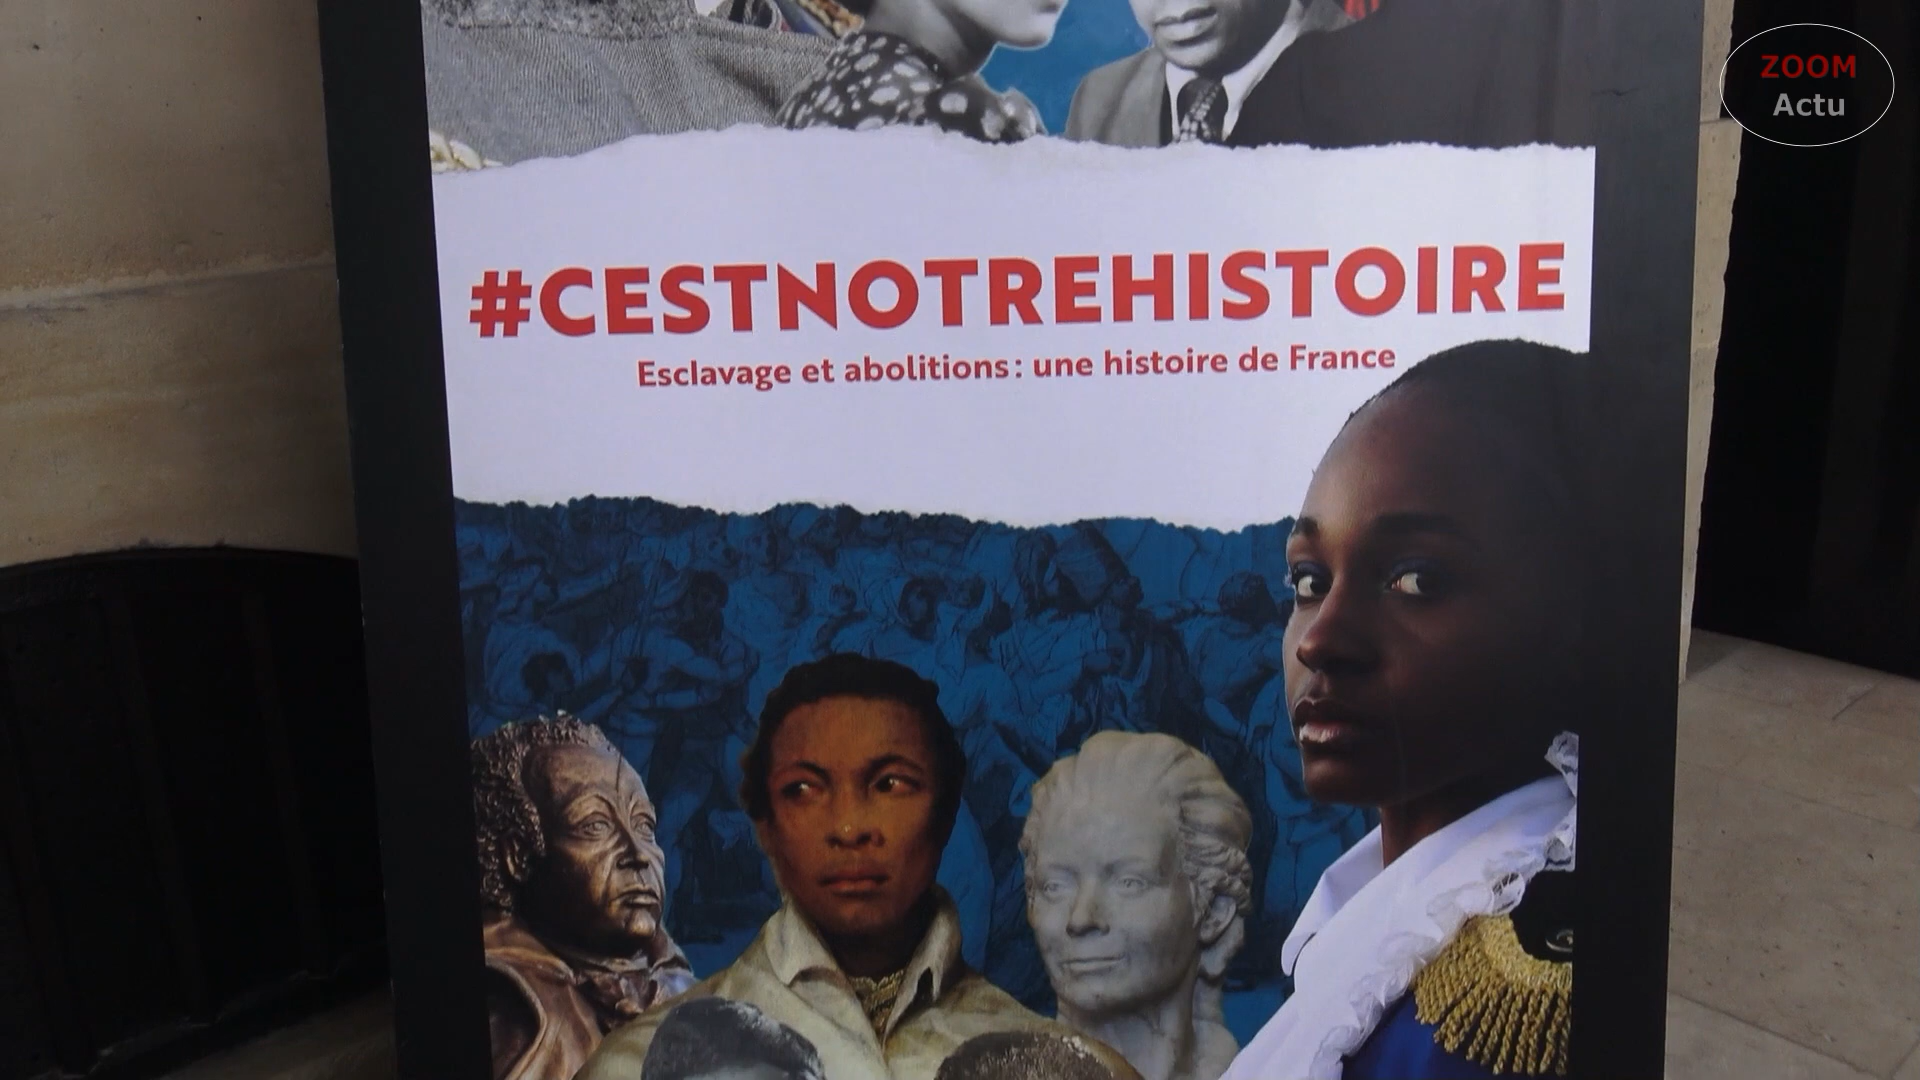 ZOOM
Actu
#CESTNOTREHISTOIRE
Esclavage et abolitions : une histoire de France